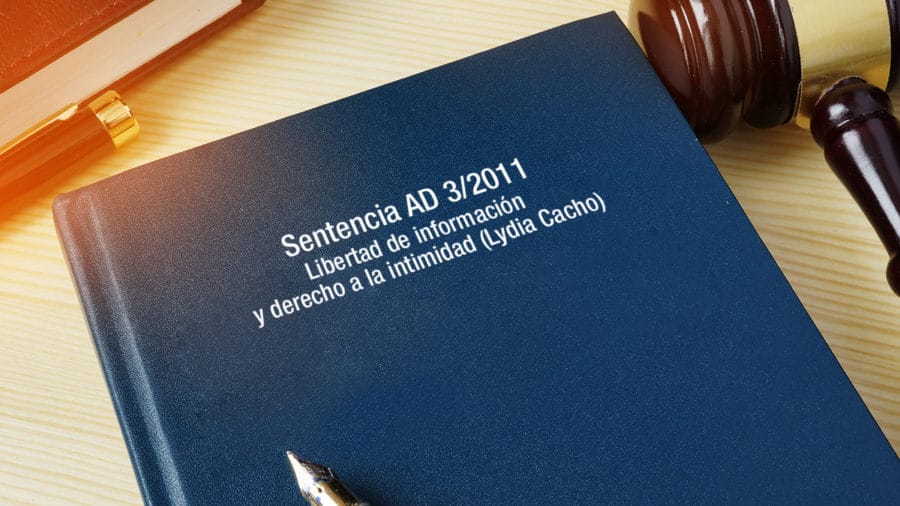 Sentencia AD 3/2011
Libertad de información
y derecho a la intimidad (Lydia Cacho)